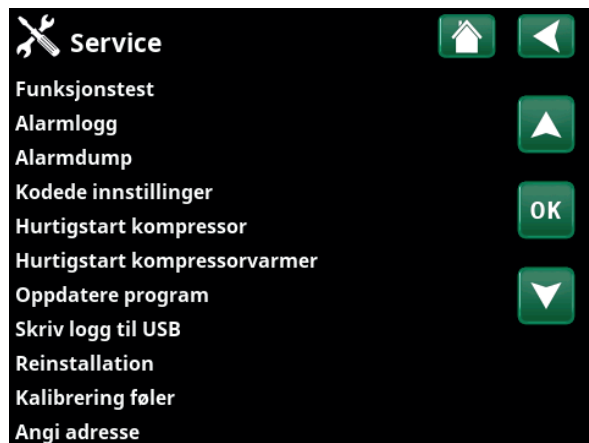 Service
Funksjonstest
Alarmlogg
Alarmdump
Kodede innstillinger
OK
Hurtigstart kompressor
Hurtigstart kompressorvarmer
Oppdatere program
Skriv logg til USB
Reinstallation
Kalibrering føler
Angi adresse